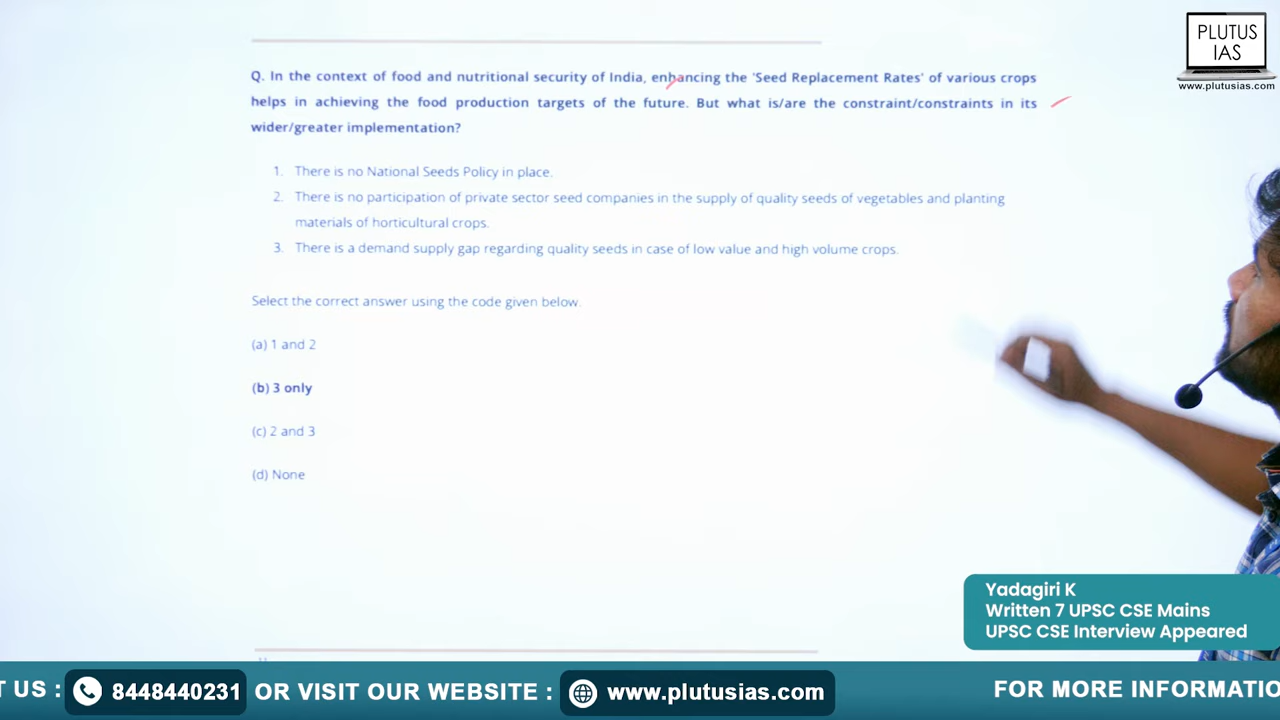 PLUTUS
IAS
www.plutusias.com
Q. In the context of food and nutritional security of India, enhancing the 'Seed Replacement Rates' of various crops
helps in achieving the food production targets of the future. But what is/are the constraint/constraints in its
wider/greater implementation?
1. There is no National Seeds Policy in place.
2. There is no participation of private sector seed companies in the supply of quality seeds of vegetables and planting
materials of horticultural crops.
3. There is a demand supply gap regarding quality seeds in case of low value and high volume crops.
Select the correct answer using the code given below.
(a) 1 and 2
(b) 3 only
(c) 2 and 3
(d) None
Yadagiri K
Written 7 UPSC CSE Mains
UPSC CSE Interview Appeared
T US : 8448440231 OR VISIT OUR WEBSITE : www.plutusias.com FOR MORE INFORMATIO